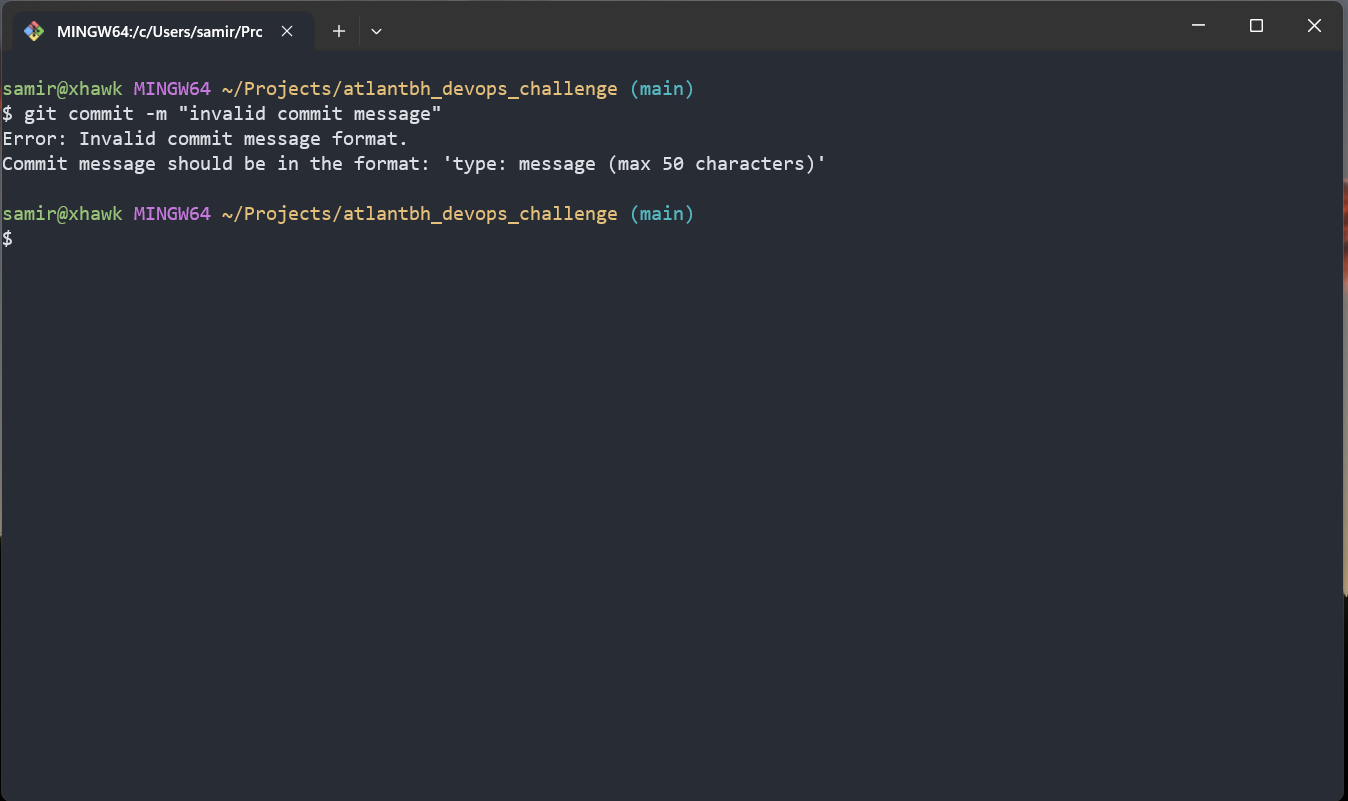 MINGW64:/c/Users/samir/Prc
samir@xhawk MINGW64 ~/Projects/atlantbh_devops_challenge (main)
$ git commit -m "invalid commit message"
Error: Invalid commit message format.
Commit message should be in the format: 'type: message (max 50 characters)'
samir@xhawk MINGW64 ~/Projects/atlantbh_devops_challenge (main)
$